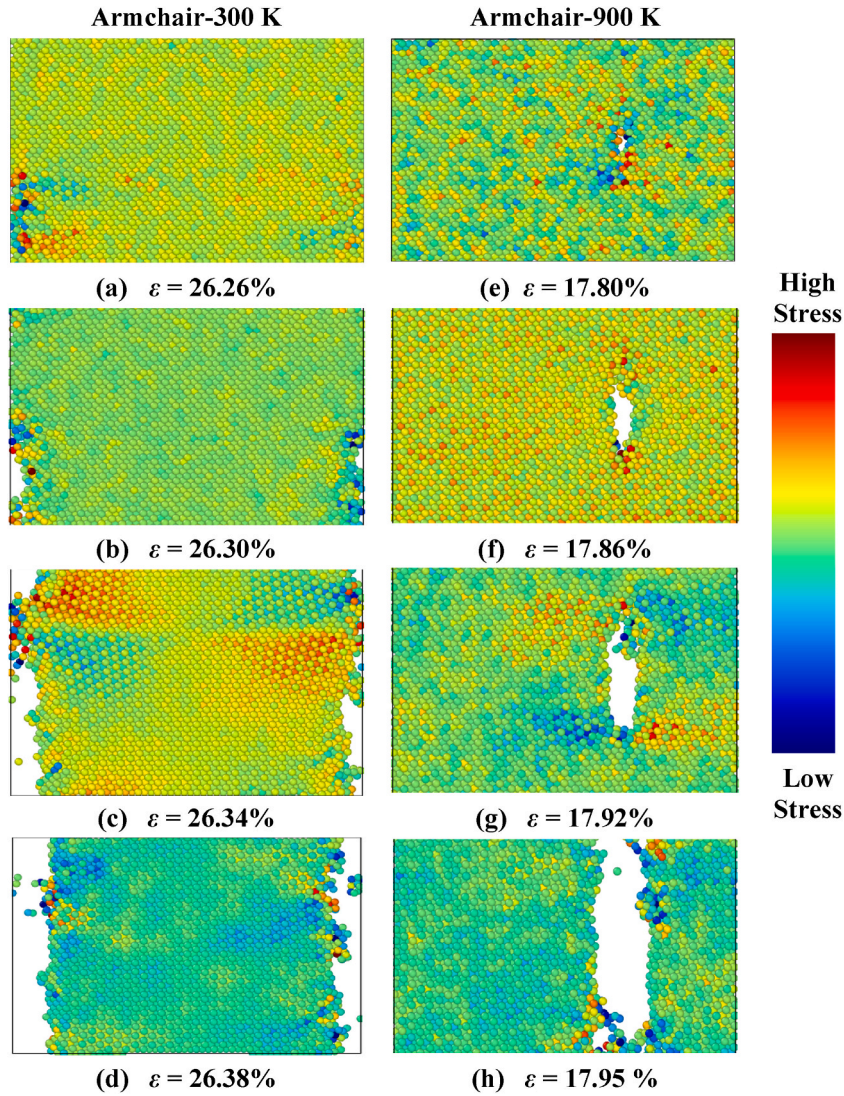 Armchair-300 K
Armchair-900 K
(a) ε = 26.26%
(e) ε = 17.80%
(b) ε = 26.30%
(f) ε = 17.86%
(c) ε = 26.34%
(g) ε = 17.92%
(d) ε = 26.38%
(h) ε = 17.95 %
High
Stress
Low
Stress